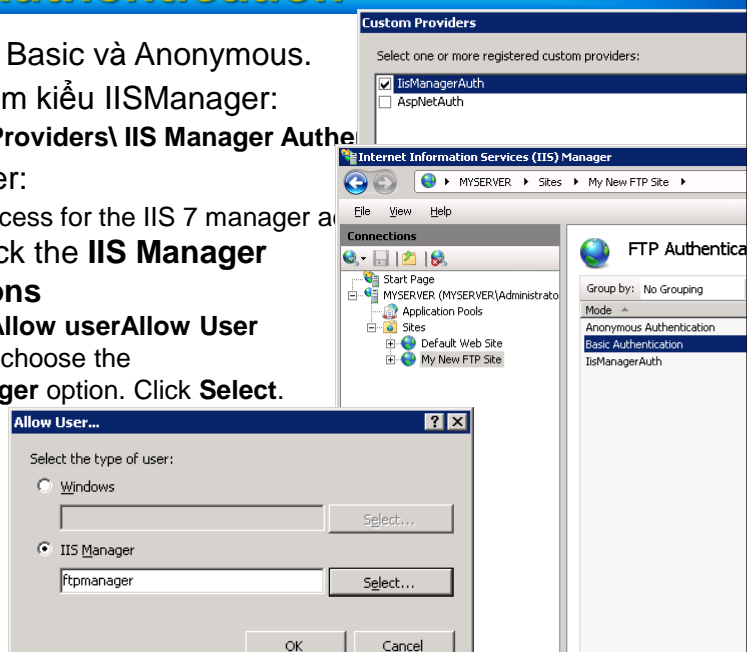 Basic và Anonymous.
m kiểu IISManager:
Providers\ IIS Manager Authe
er:
ccess for the IIS 7 manager a
ck the IIS Manager
ons
Allow userAllow User
choose the
ger option. Click Select.
Custom Providers
Select one or more registered custom providers:
IisManagerAuth
AspNetAuth
Internet Information Services (IIS) Manager
MYSERVER
Sites
My New FTP Site
File View Help
Connections
Start Page
MYSERVER (MYSERVER\Administrato
Application Pools
Sites
Default Web Site
My New FTP Site
FTP Authentica
Group by: No Grouping
Mode
Anonymous Authentication
Basic Authentication
IisManagerAuth
Allow User...
Select the type of user:
Windows
Select...
IIS Manager
ftpmanager
Select...
OK
Cancel